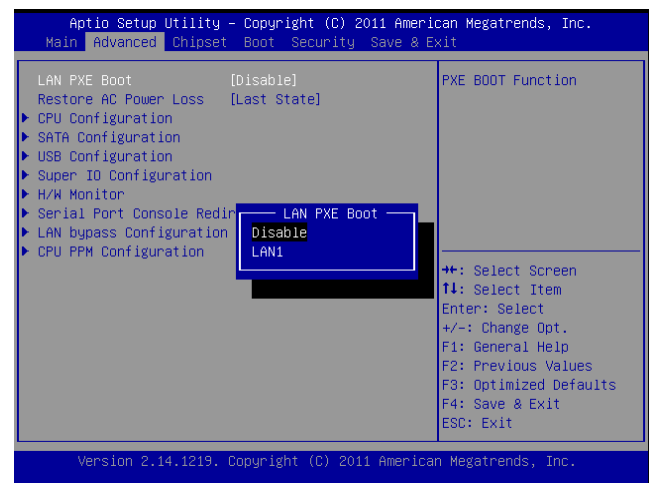 Aptio Setup Utility – Copyright (C) 2011 American Megatrends, Inc.
Main Advanced Chipset Boot Security Save & Exit
LAN PXE Boot [Disable]
Restore AC Power Loss [Last State]
CPU Configuration
SATA Configuration
USB Configuration
Super IO Configuration
H/W Monitor
Serial Port Console Redir
LAN bypass Configuration
CPU PPM Configuration
LAN PXE Boot
Disable
LAN1
PXE BOOT Function
→←: Select Screen
↑↓: Select Item
Enter: Select
+/-: Change Opt.
F1: General Help
F2: Previous Values
F3: Optimized Defaults
F4: Save & Exit
ESC: Exit
Version 2.14.1219. Copyright (C) 2011 American Megatrends, Inc.